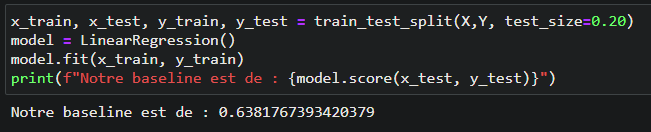 x_train, x_test, y_train, y_test = train_test_split(X,Y, test_size=0.20)
model = LinearRegression()
model.fit(x_train, y_train)
print(f"Notre baseline est de : {model.score(x_test, y_test)}")
Notre baseline est de : 0.6381767393420379